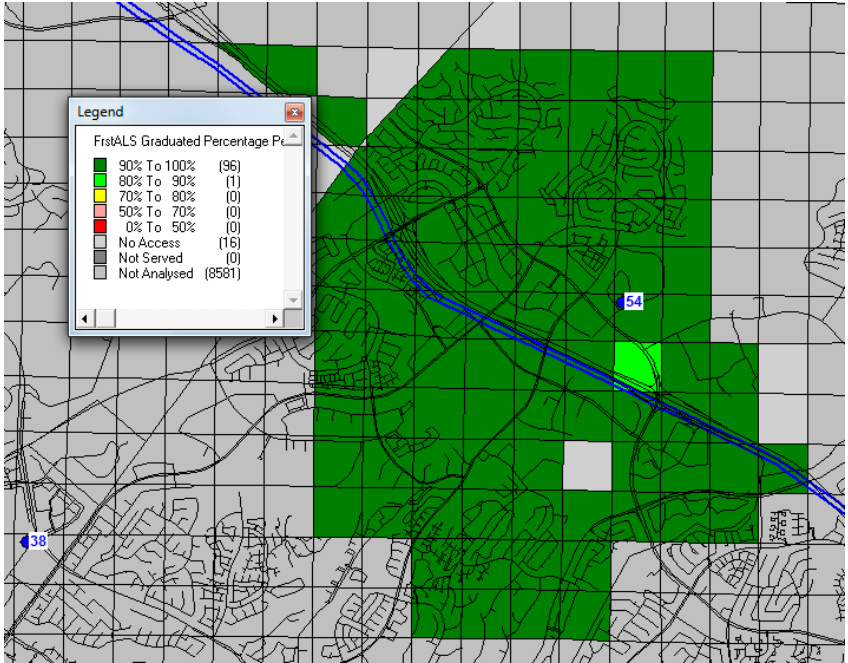 Legend
FrstALS Graduated Percentage Pe
90% To 100% (96)
80% To 90% (1)
70% To 80% (0)
50% To 70% (0)
0% To 50% (0)
No Access (16)
Not Served (0)
Not Analysed (8581)
54
38